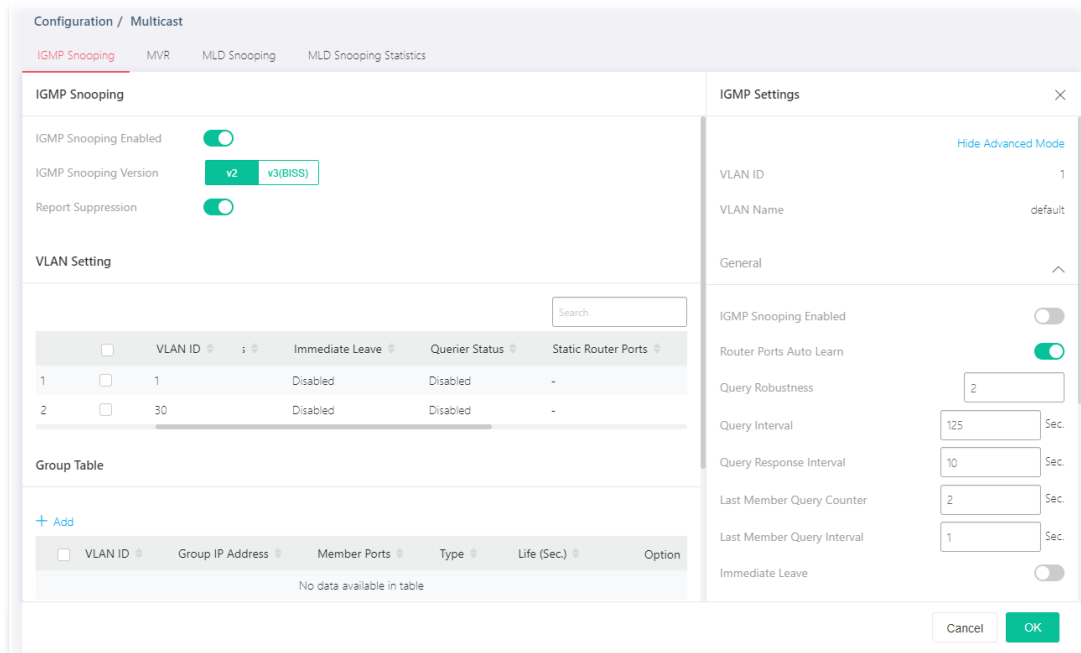 Configuration / Multicast
IGMP Snooping MVR MLD Snooping MLD Snooping Statistics
IGMP Snooping
IGMP Snooping Enabled
IGMP Snooping Version v2 v3(BISS)
Report Suppression
VLAN Setting
Search
VLAN ID s Immediate Leave Querier Status Static Router Ports
1 1 Disabled Disabled -
2 30 Disabled Disabled -
Group Table
+ Add
VLAN ID Group IP Address Member Ports Type Life (Sec.) Option
No data available in table
IGMP Settings
Hide Advanced Mode
VLAN ID 1
VLAN Name default
General
IGMP Snooping Enabled
Router Ports Auto Learn
Query Robustness 2
Query Interval 125 Sec.
Query Response Interval 10 Sec.
Last Member Query Counter 2 Sec.
Last Member Query Interval 1 Sec.
Immediate Leave
Cancel OK